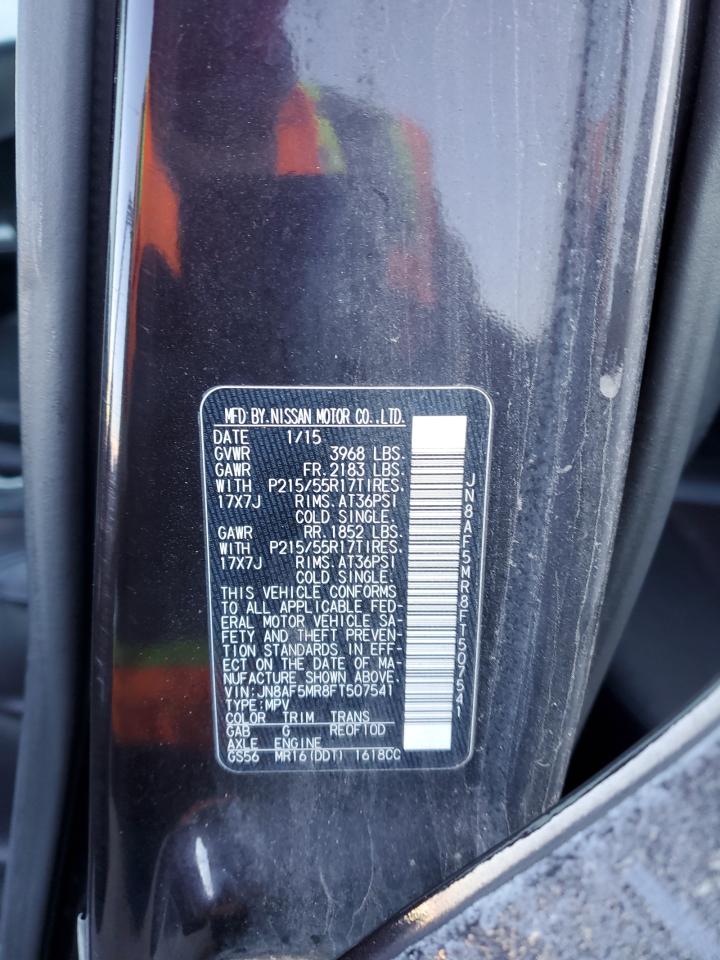 MFD BY.NISSAN MOTOR CO.,LTD.
DATE 1/15
GVWR 3968 LBS.
GAWR FR.2183 LBS.
WITH P215/55R17TIRES.
17X7J RIMS.AT36PSI
COLD SINGLE.
GAWR RR.1852 LBS.
WITH P215/55R17TIRES.
17X7J RIMS.AT36PSI
COLD SINGLE.
THIS VEHICLE CONFORMS
TO ALL APPLICABLE FED-
ERAL MOTOR VEHICLE SA-
FETY AND THEFT PREVEN-
TION STANDARDS IN EFF-
ECT ON THE DATE OF MA-
NUFACTURE SHOWN ABOVE.
VIN:JN8AF5MR8FT507541
TYPE:MPV
COLOR TRIM TRANS
GAB G RE0F10D
AXLE ENGINE
GS56 MR16(DDT) 1618CC
JN8AF5MR8FT507541